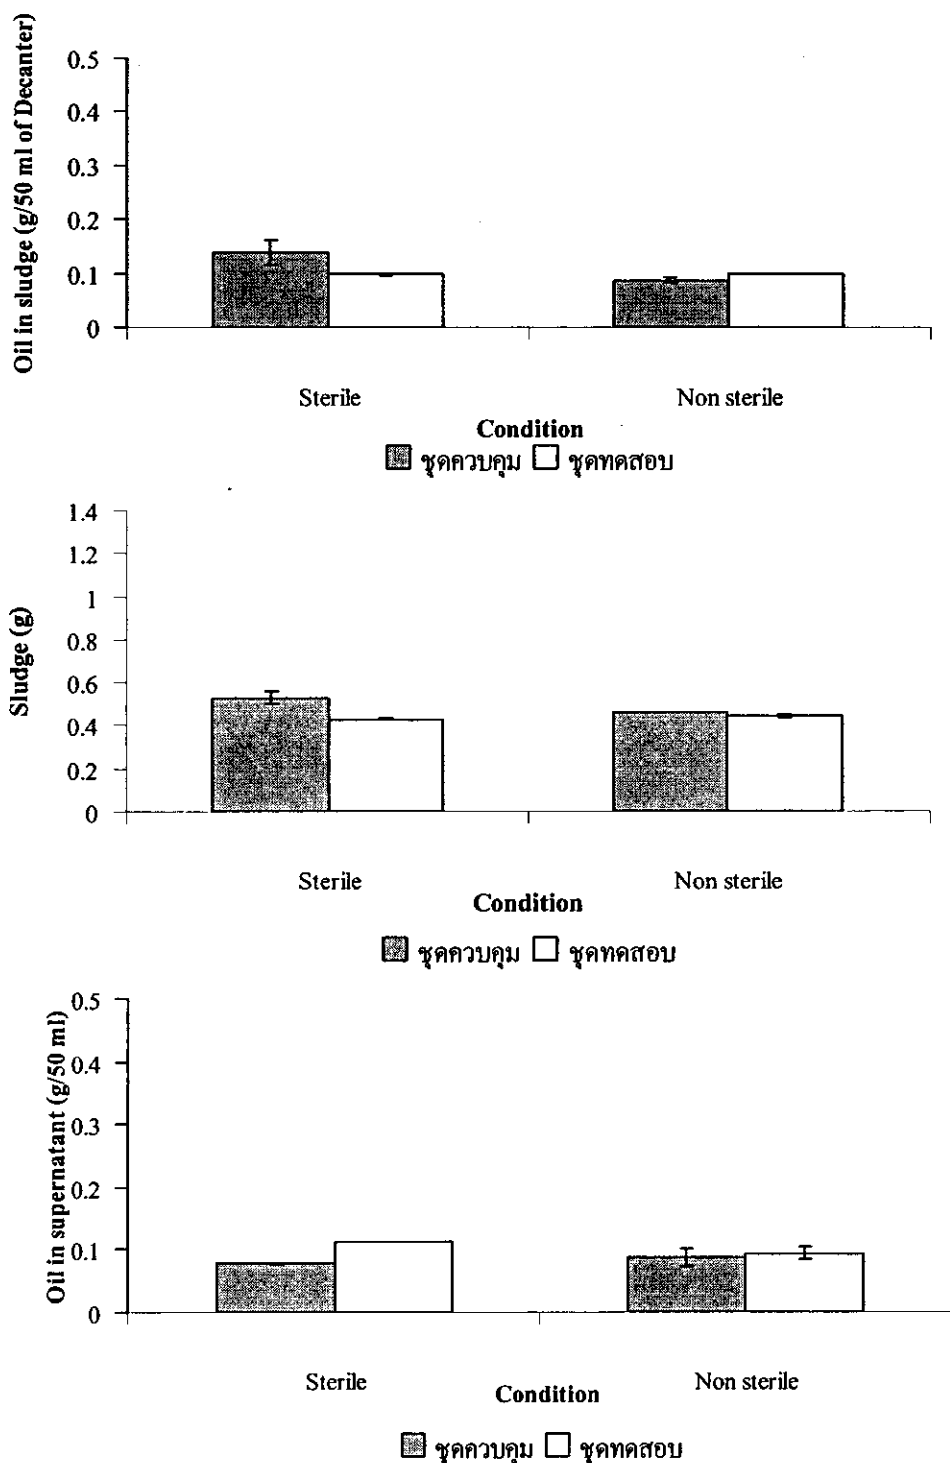 Oil in sludge (g/50 ml of Decanter)
0.5
0.4
0.3
0.2
0.1
0
Sterile Non sterile
Condition
ชุดควบคุม ชุดทดสอบ
Sludge (g)
1.4
1.2
1
0.8
0.6
0.4
0.2
0
Sterile Non sterile
Condition
ชุดควบคุม ชุดทดสอบ
Oil in supernatant (g/50 ml)
0.5
0.4
0.3
0.2
0.1
0
Sterile Non sterile
Condition
ชุดควบคุม ชุดทดสอบ